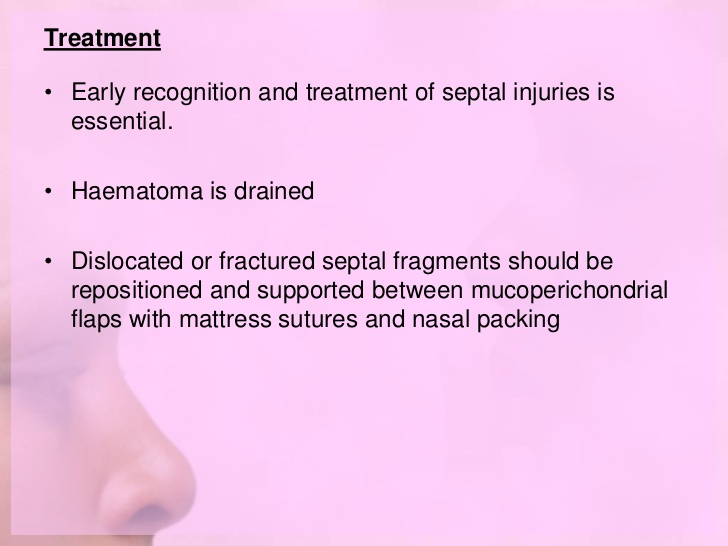 Treatment
• Early recognition and treatment of septal injuries is
essential.
• Haematoma is drained
• Dislocated or fractured septal fragments should be
repositioned and supported between mucoperichondrial
flaps with mattress sutures and nasal packing